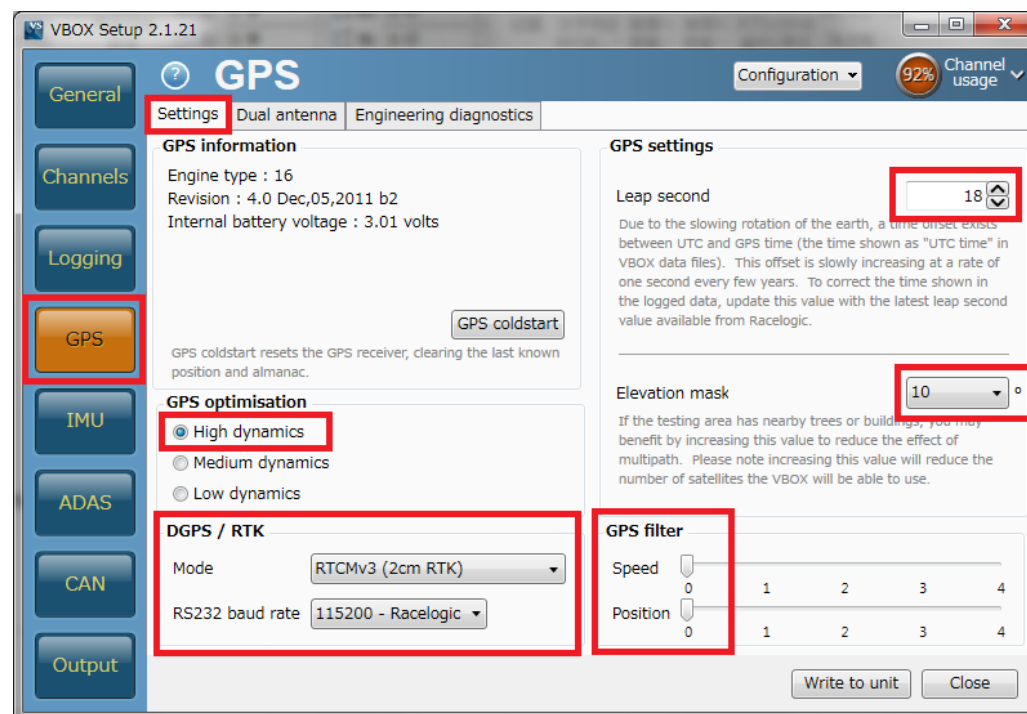 VBOX Setup 2.1.21
GPS
Configuration
92%
Channel usage
General
Channels
Logging
GPS
IMU
ADAS
CAN
Output
Settings
Dual antenna
Engineering diagnostics
GPS information
Engine type : 16
Revision : 4.0 Dec,05,2011 b2
Internal battery voltage : 3.01 volts
GPS coldstart
GPS coldstart resets the GPS receiver, clearing the last known
position and almanac.
GPS optimisation
High dynamics
Medium dynamics
Low dynamics
DGPS / RTK
Mode
RTCMv3 (2cm RTK)
RS232 baud rate
115200 - Racelogic
GPS settings
Leap second
18
Due to the slowing rotation of the earth, a time offset exists
between UTC and GPS time (the time shown as "UTC time" in
VBOX data files). This offset is slowly increasing at a rate of
one second every few years. To correct the time shown in
the logged data, update this value with the latest leap second
value available from Racelogic.
Elevation mask
10
°
If the testing area has nearby trees or buildings, you may
benefit by increasing this value to reduce the effect of
multipath. Please note increasing this value will reduce the
number of satellites the VBOX will be able to use.
GPS filter
Speed
0 1 2 3 4
Position
0 1 2 3 4
Write to unit
Close